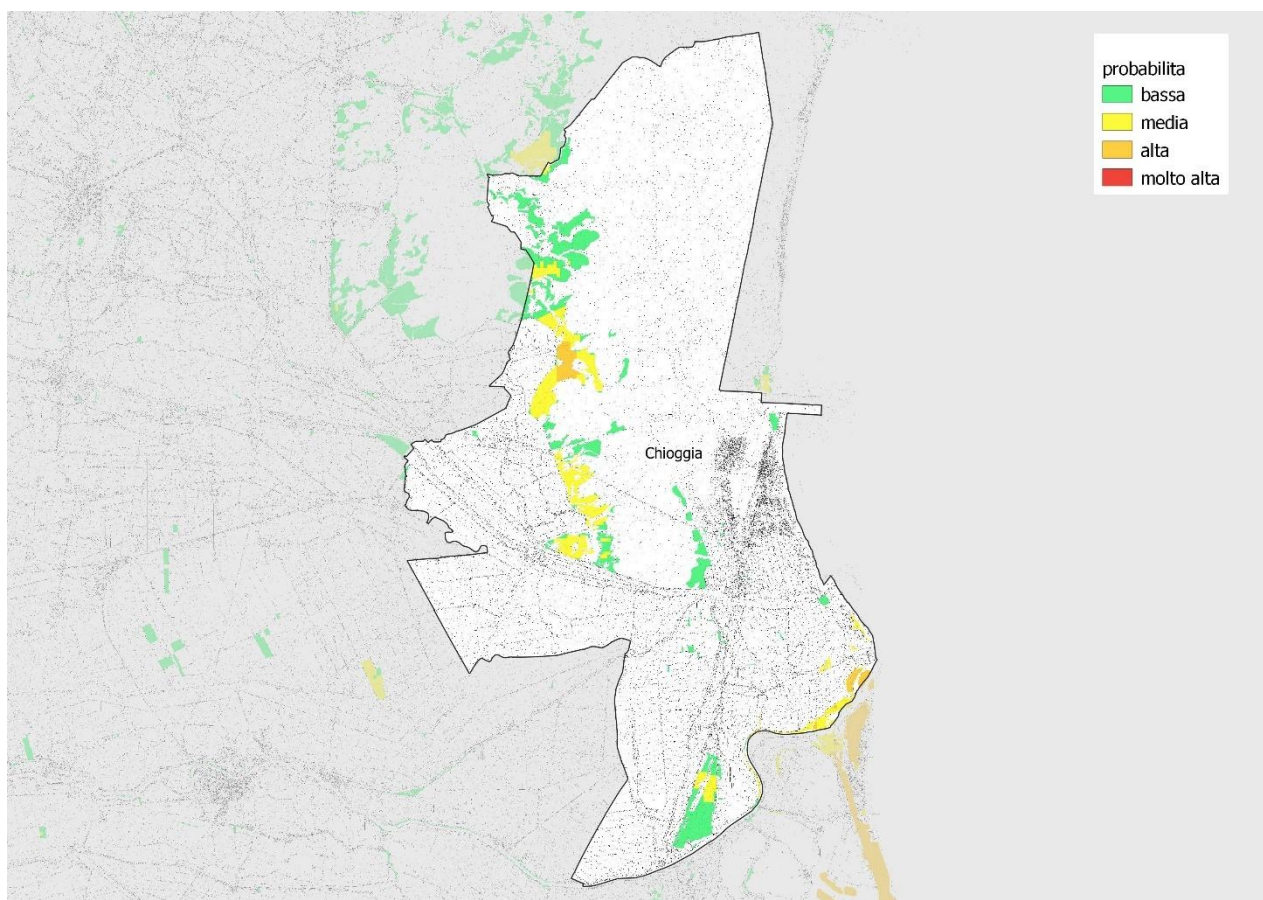 probabilita
bassa
media
alta
molto alta
Chioggia